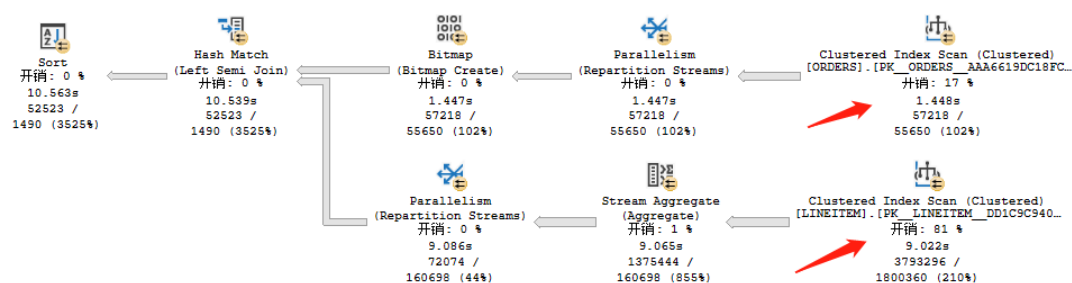 Sort
开销: 0 %
10.563s
52523 /
1490 (3525%)
Hash Match
(Left Semi Join)
开销: 0 %
10.539s
52523 /
1490 (3525%)
Bitmap
(Bitmap Create)
开销: 0 %
1.447s
57218 /
55650 (102%)
Parallelism
(Repartition Streams)
开销: 0 %
1.447s
57218 /
55650 (102%)
Clustered Index Scan (Clustered)
[ORDERS].[PK__ORDERS__AAA6619DC18FC…
开销: 17 %
1.448s
57218 /
55650 (102%)
Parallelism
(Repartition Streams)
开销: 0 %
9.086s
72074 /
160698 (44%)
Stream Aggregate
(Aggregate)
开销: 1 %
9.065s
1375444 /
160698 (855%)
Clustered Index Scan (Clustered)
[LINEITEM].[PK__LINEITEM__DD1C9C940…
开销: 81 %
9.022s
3793296 /
1800360 (210%)